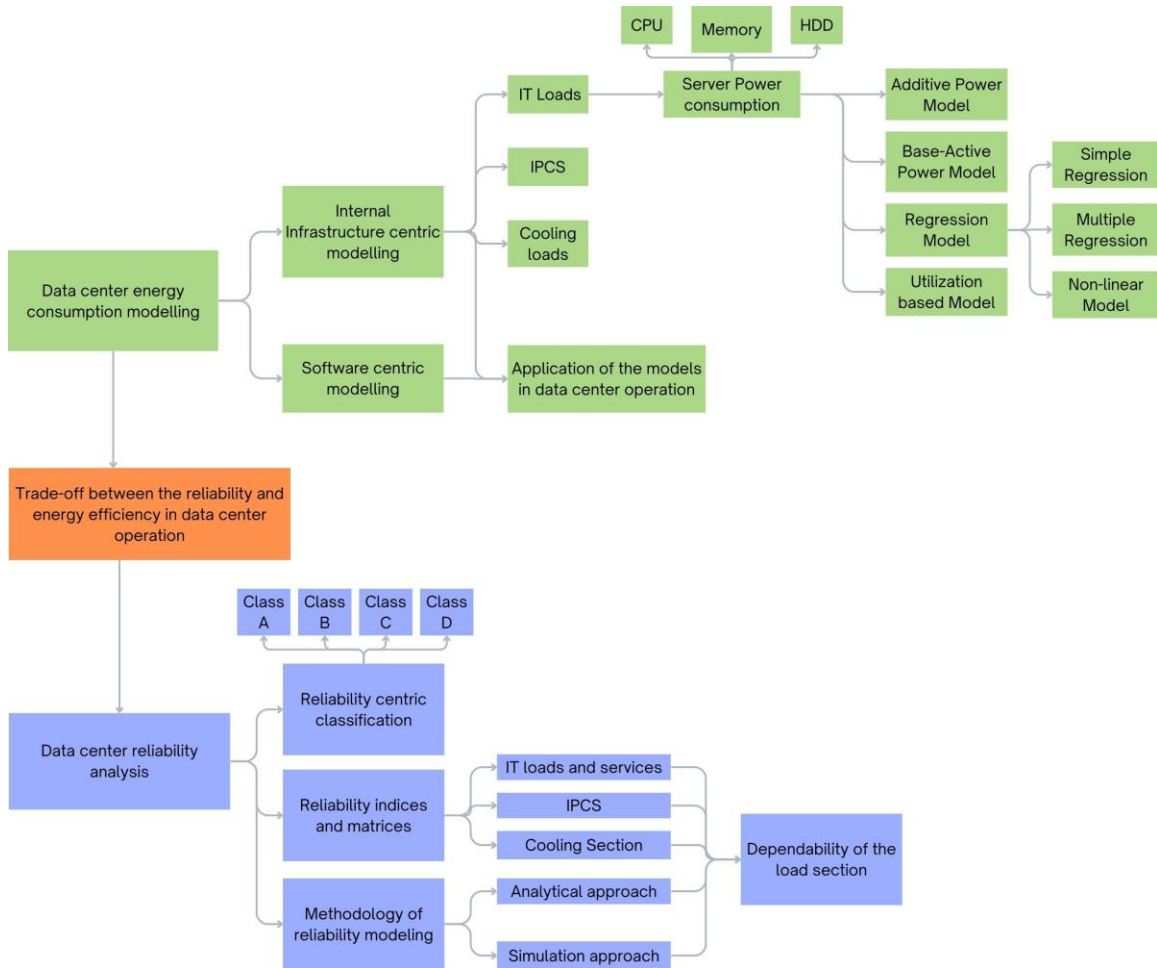 CPU
Memory
HDD
IT Loads
Server Power
consumption
Additive Power
Model
Base-Active
Power Model
Simple
Regression
IPCS
Internal
Infrastructure centric
modelling
Regression
Model
Multiple
Regression
Cooling
loads
Utilization
based Model
Non-linear
Model
Data center energy
consumption modelling
Software centric
modelling
Application of the models
in data center operation
Trade-off between the reliability and
energy efficiency in data center
operation
Class
A
Class
B
Class
C
Class
D
Reliability centric
classification
Data center reliability
analysis
IT loads and services
Reliability indices
and matrices
IPCS
Cooling Section
Dependability of the
load section
Methodology of
reliability modeling
Analytical approach
Simulation approach